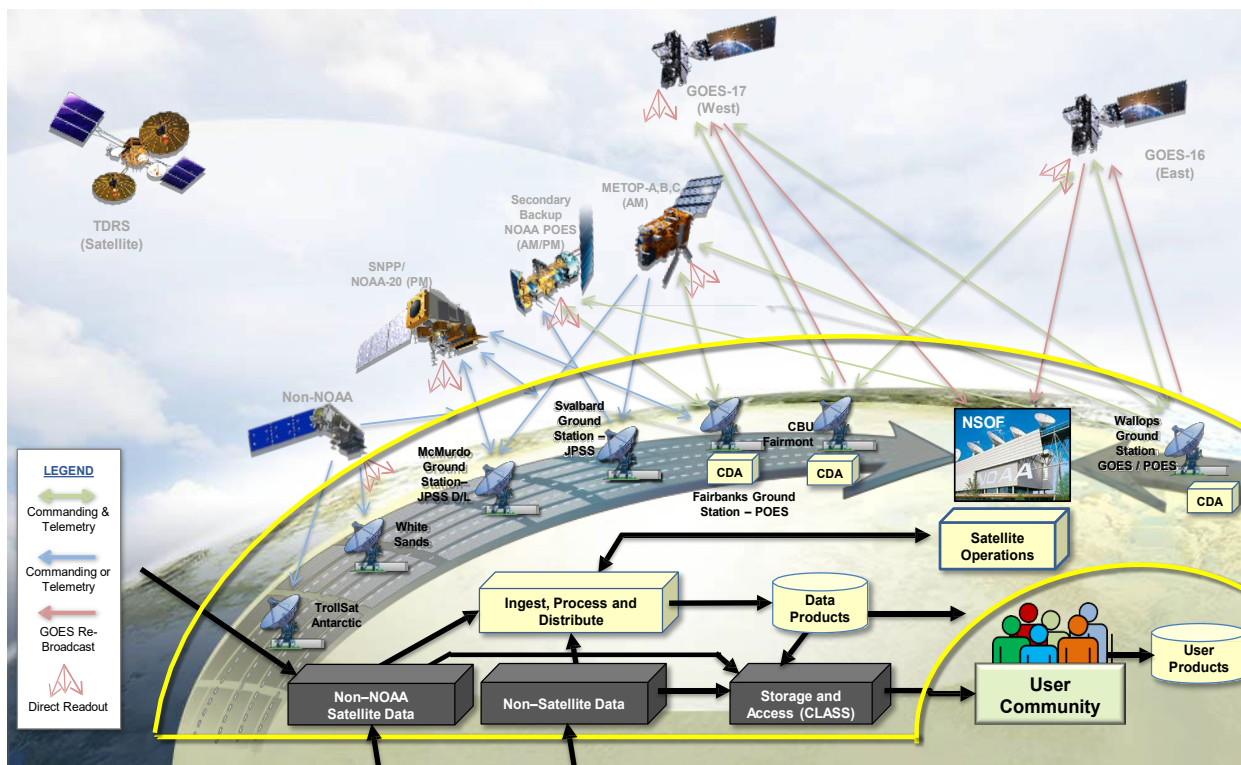 GOES-17
(West)
GOES-16
(East)
TDRS
(Satellite)
METOP-A,B,C
(AM)
Secondary
Backup
NOAA POES
(AM/PM)
SNPP/
NOAA-20 (PM)
Non-NOAA
Svalbard
Ground
Station –
JPSS
McMurdo
Ground
Station–
JPSS D/L
White
Sands
TrollSat
Antarctic
CBU
Fairmont
CDA
CDA
Fairbanks Ground
Station – POES
NSOF
NOAA
Wallops
Ground
Station
GOES / POES
CDA
LEGEND
Commanding &
Telemetry
Commanding or
Telemetry
GOES Re-
Broadcast
Direct Readout
Satellite
Operations
Ingest, Process and
Distribute
Data
Products
User
Products
Non–NOAA
Satellite Data
Non–Satellite Data
Storage and
Access (CLASS)
User
Community